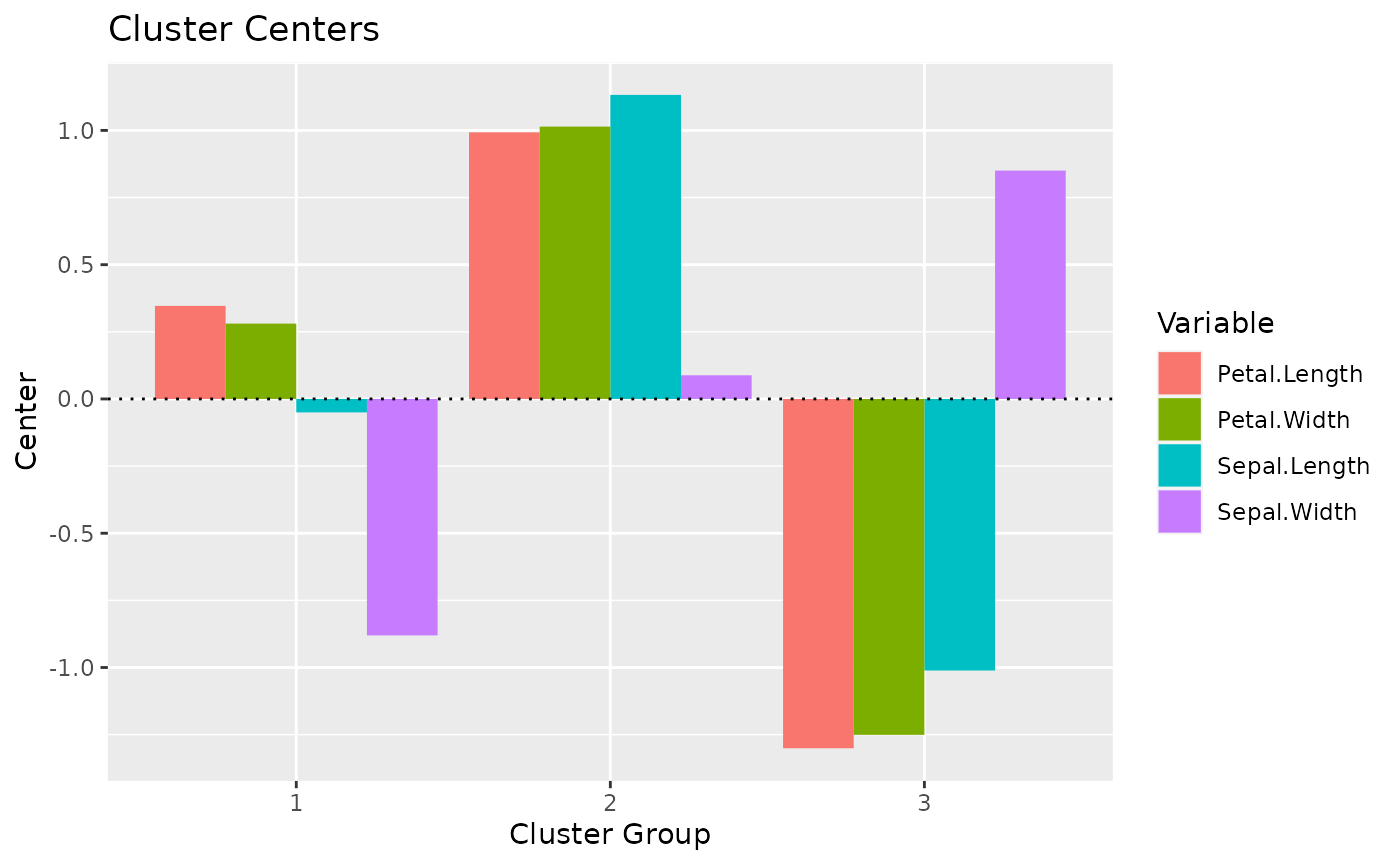 Cluster Centers
Center
1.0
0.5
0.0
-0.5
-1.0
1
2
3
Cluster Group
Variable
Petal.Length
Petal.Width
Sepal.Length
Sepal.Width